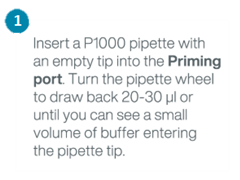 1
Insert a P1000 pipette with
an empty tip into the Priming
port. Turn the pipette wheel
to draw back 20-30 µl or
until you can see a small
volume of buffer entering
the pipette tip.